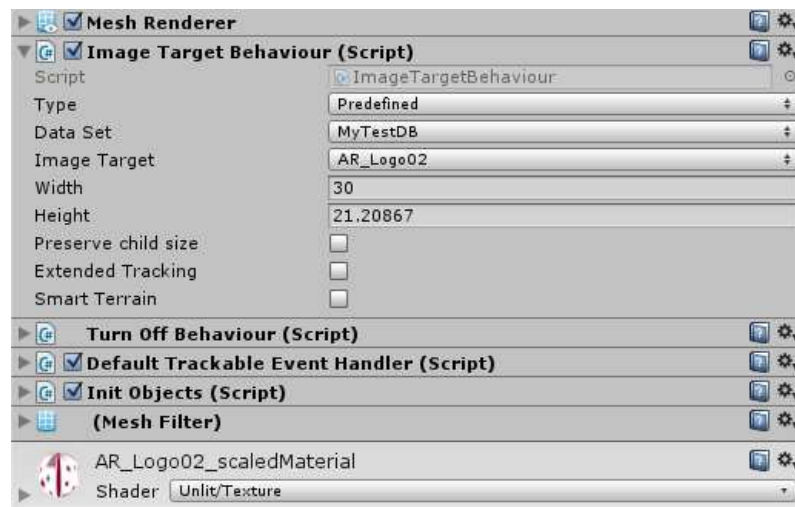 Mesh Renderer
Image Target Behaviour (Script)
Script ImageTargetBehaviour
Type Predefined
Data Set MyTestDB
Image Target AR_Logo02
Width 30
Height 21.20867
Preserve child size
Extended Tracking
Smart Terrain
Turn Off Behaviour (Script)
Default Trackable Event Handler (Script)
Init Objects (Script)
(Mesh Filter)
AR_Logo02_scaledMaterial
Shader Unlit/Texture